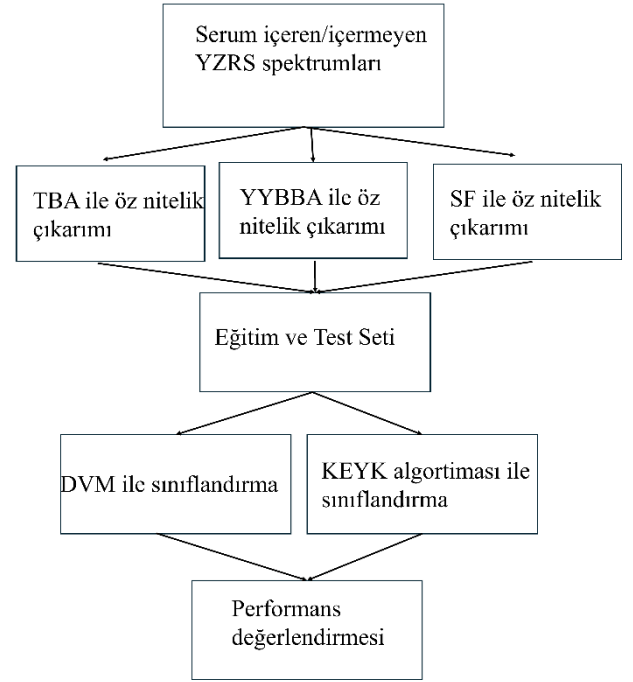 Serum içeren/içermeyen
YZRS spektrumları
TBA ile öz nitelik
çıkarımı
YYBBA ile öz
nitelik çıkarımı
SF ile öz nitelik
çıkarımı
Eğitim ve Test Seti
DVM ile sınıflandırma
KEYK algortiması ile
sınıflandırma
Performans
değerlendirmesi